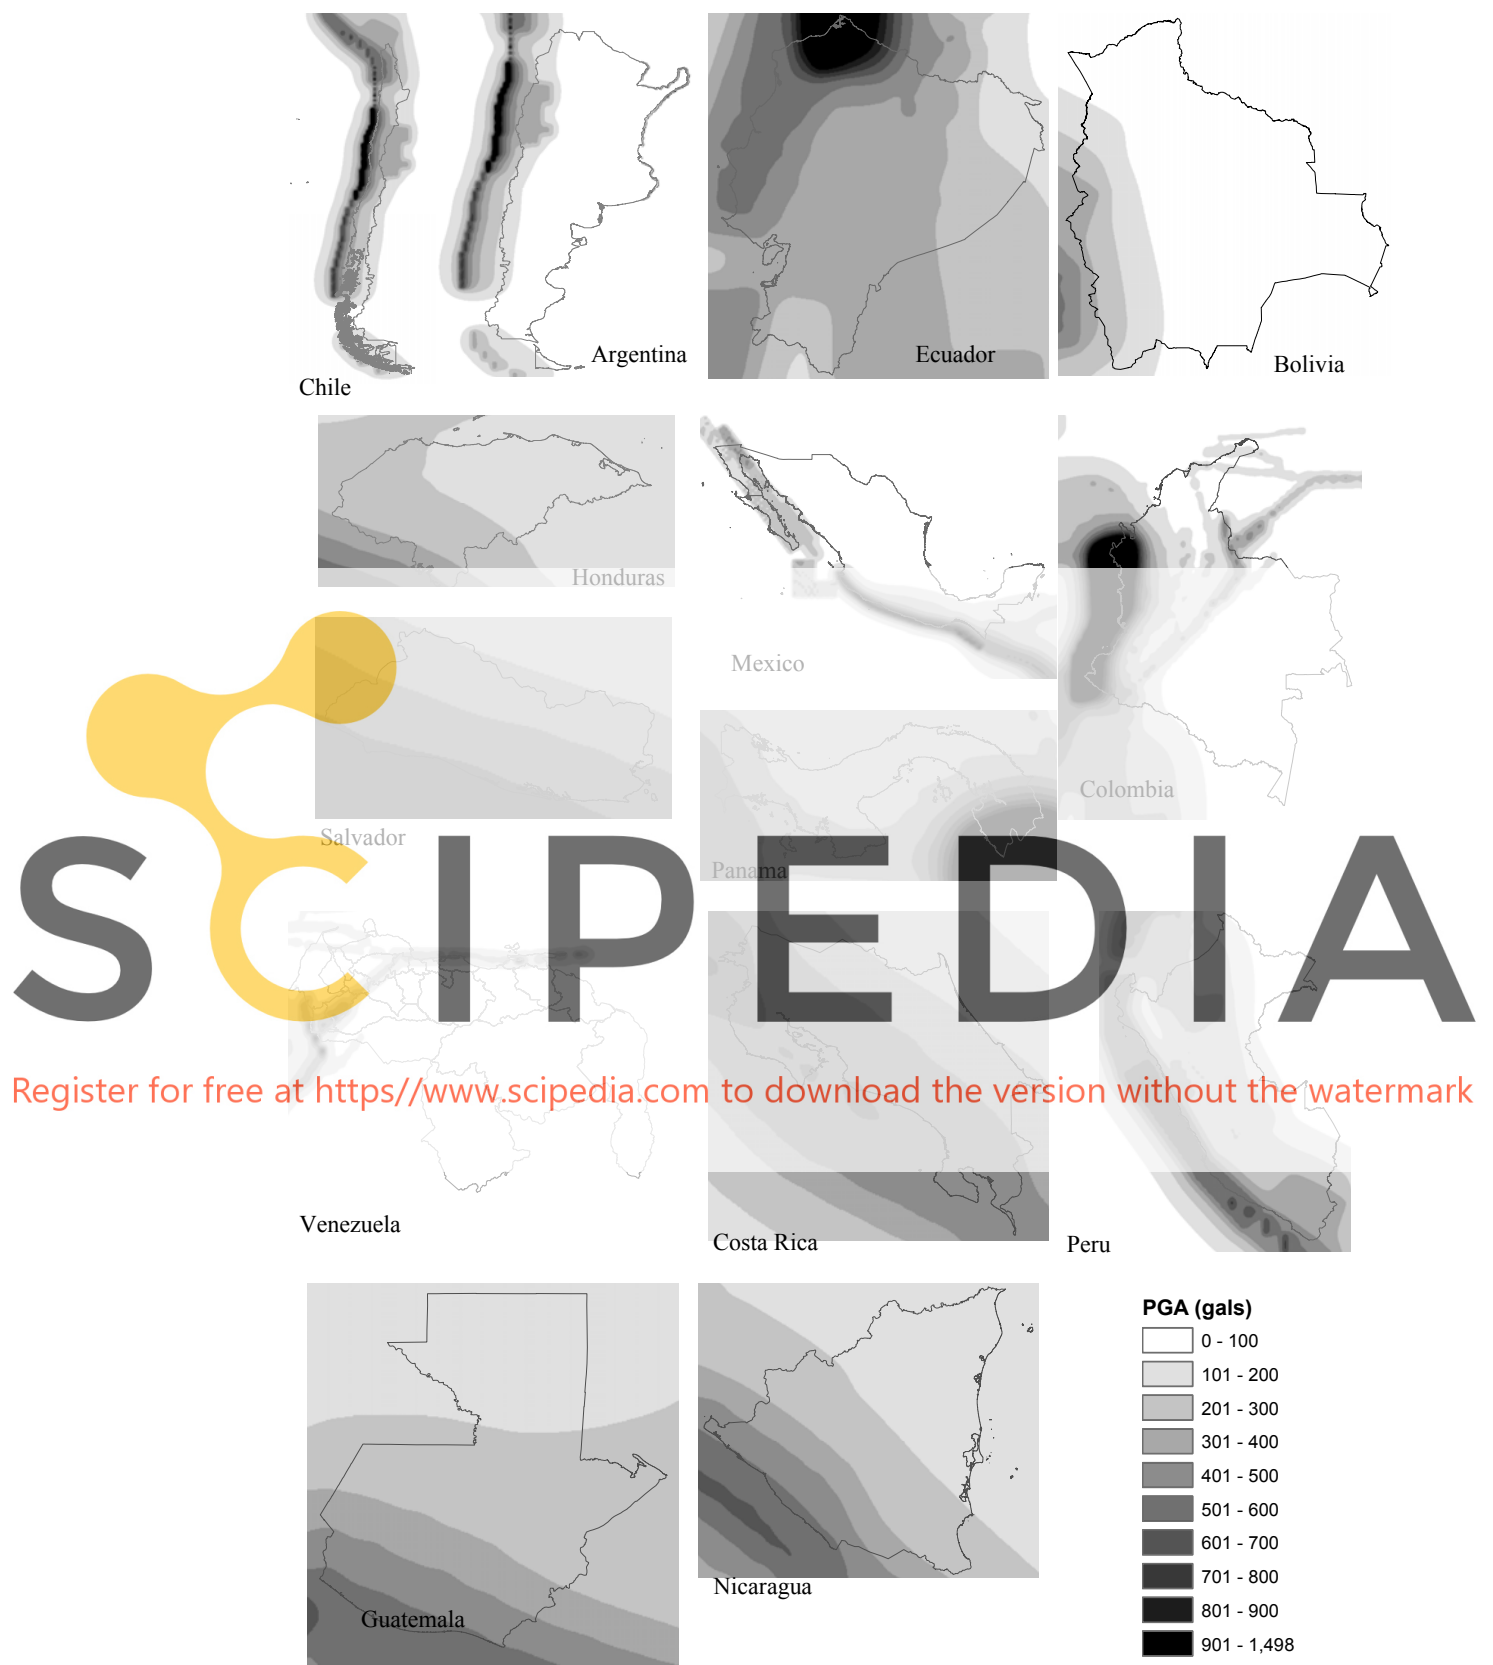 Argentina
Ecuador
Bolivia
Chile
Honduras
Mexico
Colombia
Salvador
Panama
SCIPEDIA
Register for free at https//www.scipedia.com to download the version without the watermark
Venezuela
Costa Rica
Peru
Guatemala
Nicaragua
PGA (gals)
0 - 100
101 - 200
201 - 300
301 - 400
401 - 500
501 - 600
601 - 700
701 - 800
801 - 900
901 - 1,498